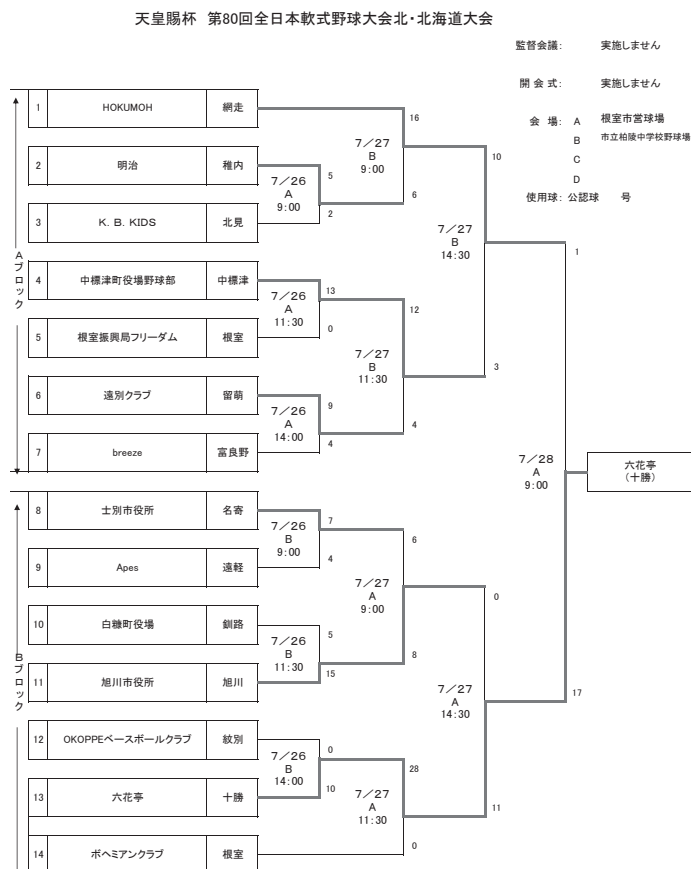 天皇賜杯 第80回全日本軟式野球大会北・北海道大会
監督会議： 実施しません
開 会 式： 実施しません
会 場： A 根室市営球場
B 市立柏陵中学校野球場
C
D
使用球： 公認球 号
Aブロック
1 HOKUMOH 網走
2 明治 稚内
3 K. B. KIDS 北見
4 中標津町役場野球部 中標津
5 根室振興局フリーダム 根室
6 遠別クラブ 留萌
7 breeze 富良野
Bブロック
8 士別市役所 名寄
9 Apes 遠軽
10 白糠町役場 釧路
11 旭川市役所 旭川
12 OKOPPEベースボールクラブ 紋別
13 六花亭 十勝
14 ボヘミアンクラブ 根室
7／26
A
9：00
5
2
7／26
A
11：30
13
0
7／26
A
14：00
9
4
7／26
B
9：00
7
4
7／26
B
11：30
5
15
7／26
B
14：00
0
10
7／27
B
9：00
16
6
7／27
B
11：30
12
4
7／27
A
9：00
6
8
7／27
A
11：30
28
0
7／27
B
14：30
10
3
7／27
A
14：30
0
11
7／28
A
9：00
1
17
六花亭
（十勝）